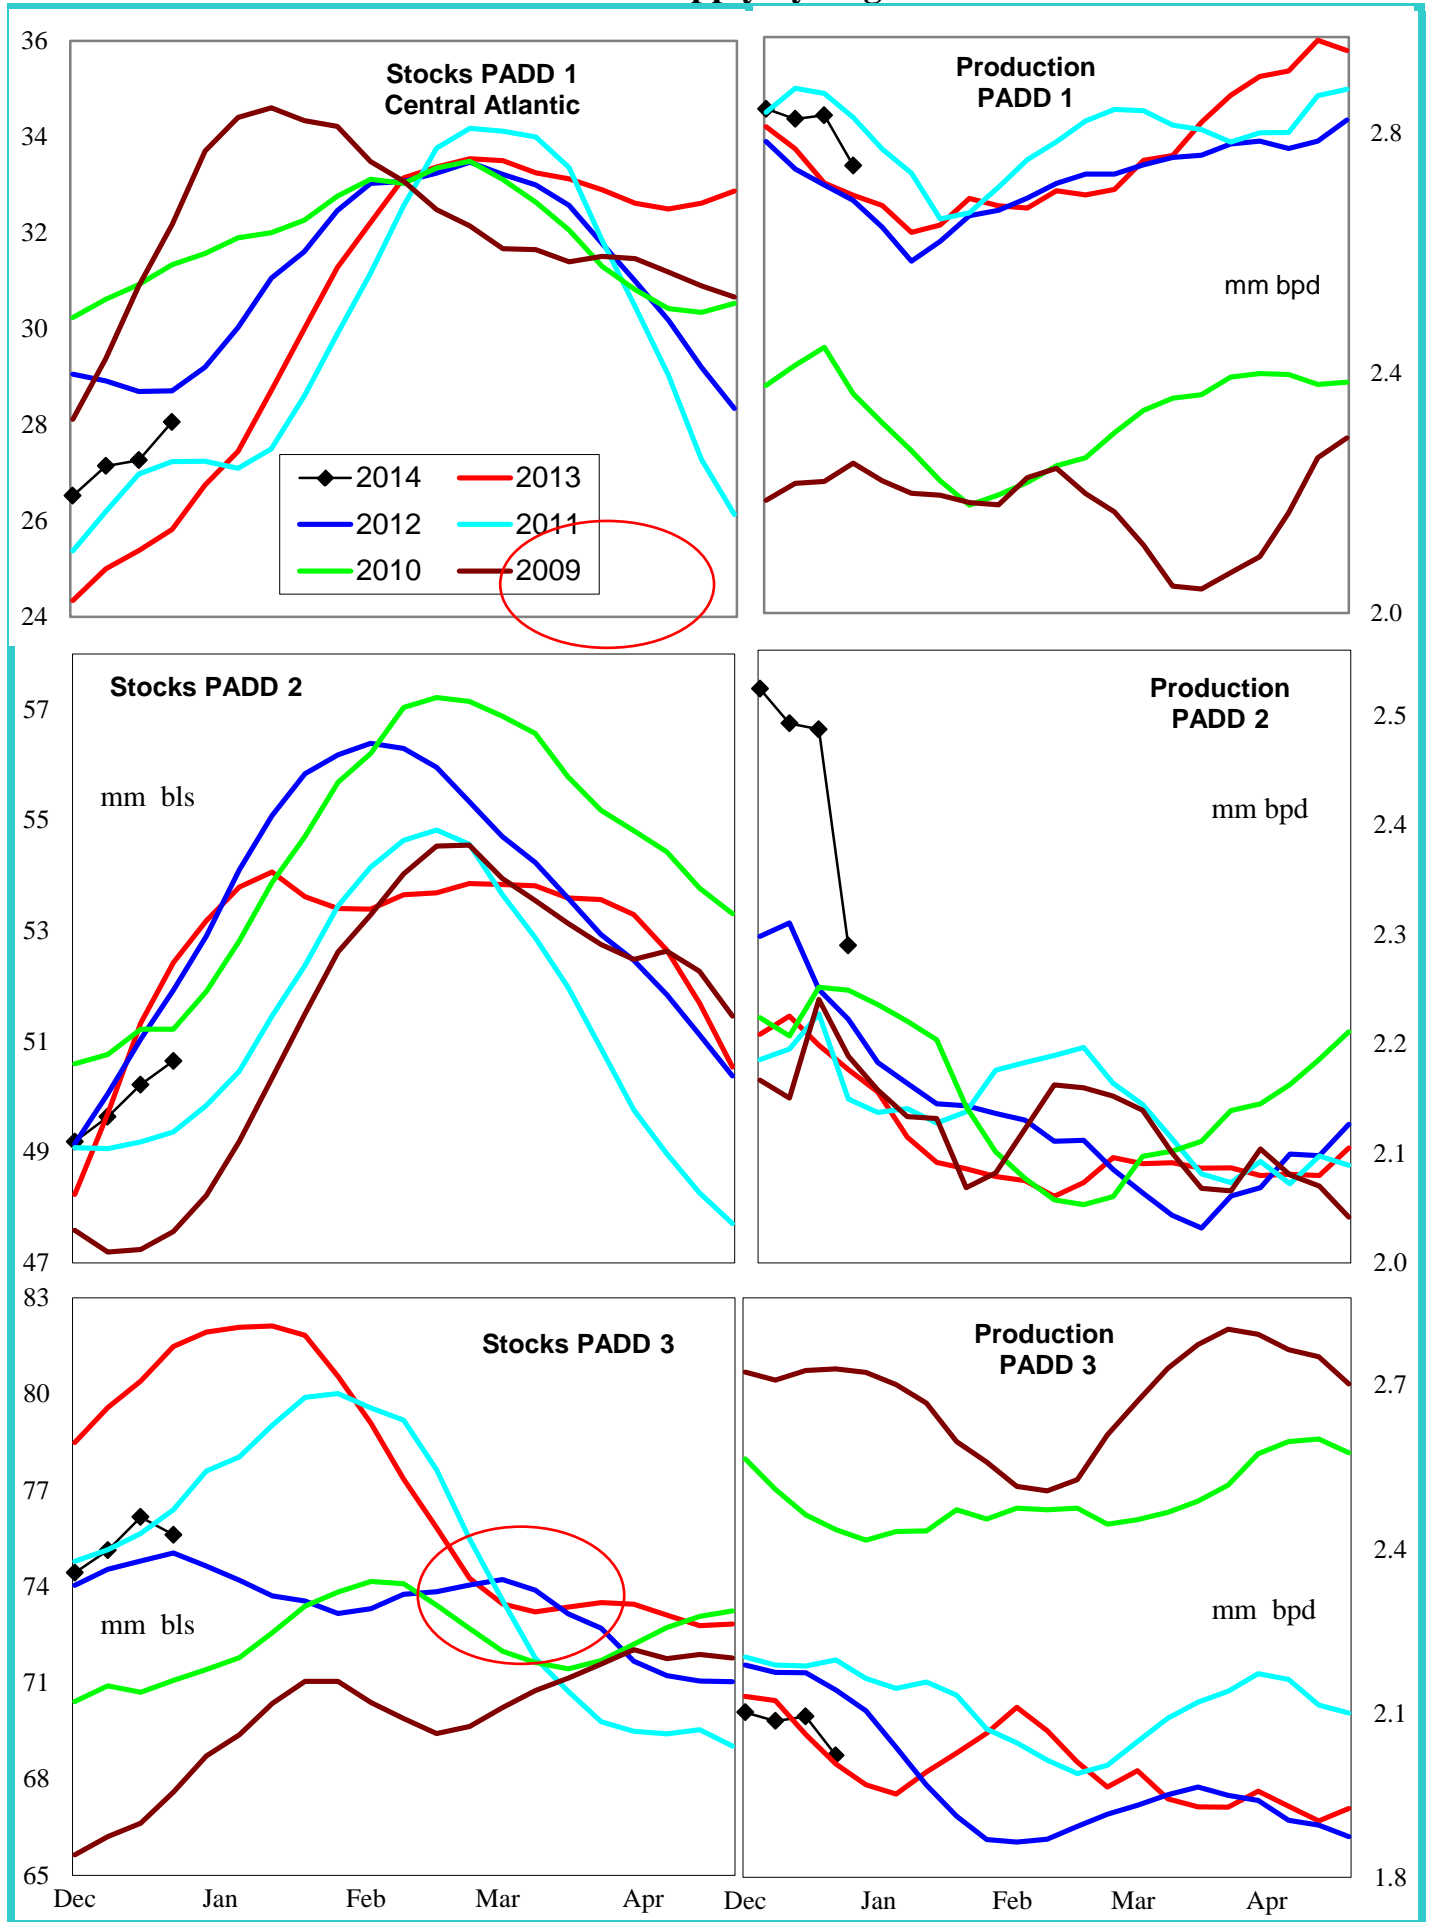 36
34
32
30
28
26
24
Stocks PADD 1
Central Atlantic
2014
2013
2012
2011
2010
2009
Production
PADD 1
mm bpd
2.8
2.4
2.0
57
55
53
51
49
47
Stocks PADD 2
mm bls
Production
PADD 2
mm bpd
2.5
2.4
2.3
2.2
2.1
2.0
83
80
77
74
71
68
65
Stocks PADD 3
mm bls
Dec Jan Feb Mar Apr
Production
PADD 3
mm bpd
2.7
2.4
2.1
1.8
Dec Jan Feb Mar Apr